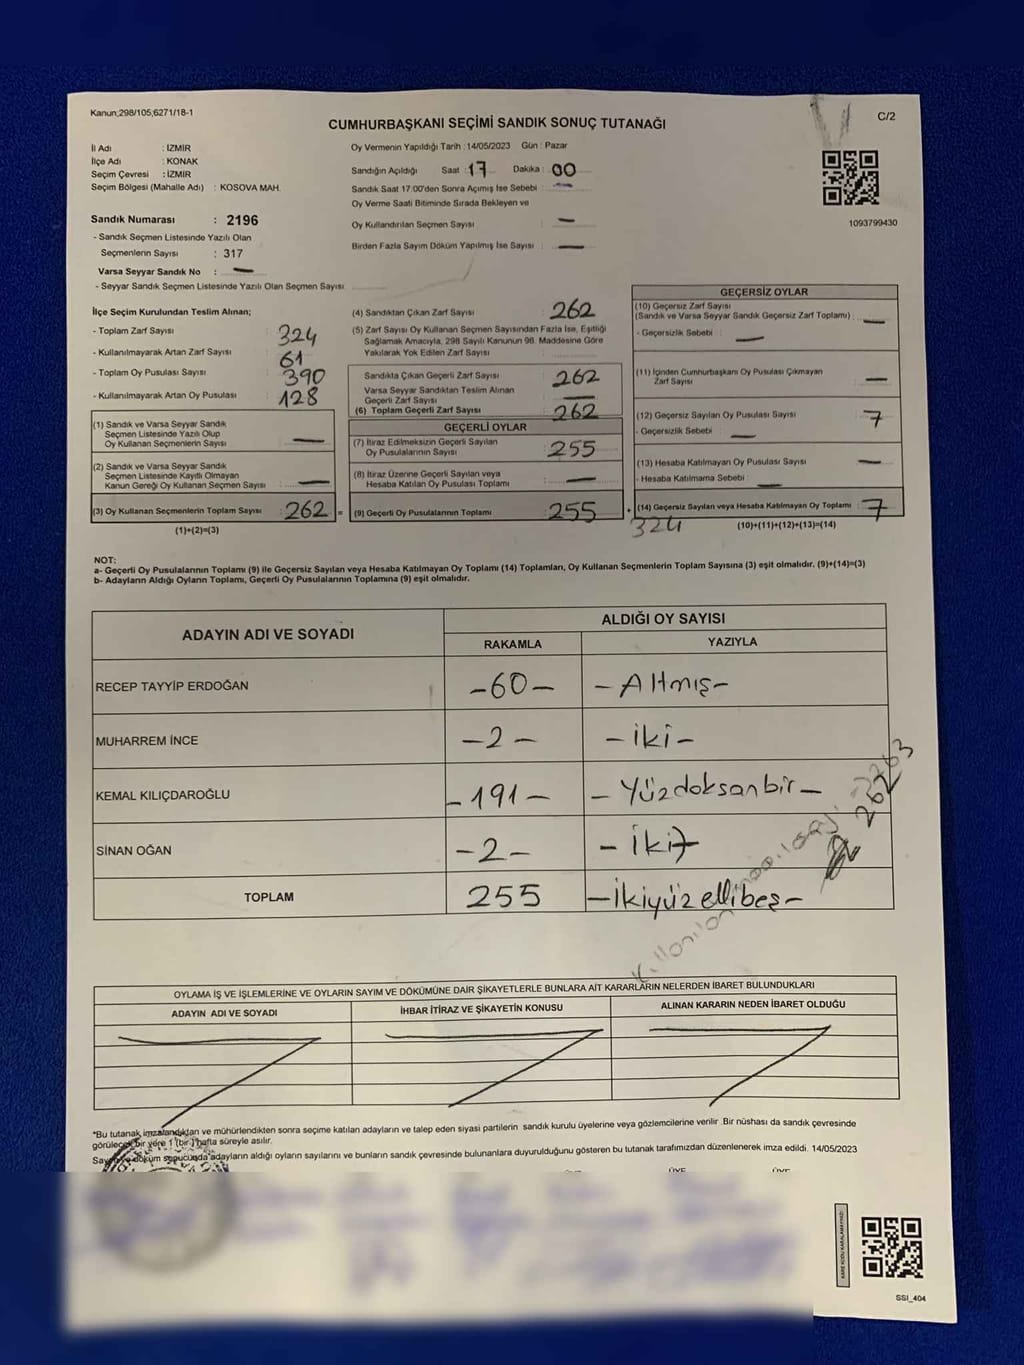 Kanun;298/105;6271/18-1
C/2
CUMHURBAŞKANI SEÇİMİ SANDIK SONUÇ TUTANAĞI
İl Adı : İZMİR
İlçe Adı : KONAK
Seçim Çevresi : İZMİR
Seçim Bölgesi (Mahalle Adı) : KOSOVA MAH.
Sandık Numarası : 2196
- Sandık Seçmen Listesinde Yazılı Olan
Seçmenlerin Sayısı : 317
Varsa Seyyar Sandık No : —
- Seyyar Sandık Seçmen Listesinde Yazılı Olan Seçmen Sayısı
Oy Vermenin Yapıldığı Tarih : 14/05/2023 Gün : Pazar
Sandığın Açıldığı Saat : 17 Dakika : 00
Sandık Saat 17:00'den Sonra Açımış İse Sebebi : —
Oy Verme Saati Bitiminde Sırada Bekleyen ve
Oy Kullandırılan Seçmen Sayısı : —
Birden Fazla Sayım Döküm Yapılmış İse Sayısı : —
1093799430
İlçe Seçim Kurulundan Teslim Alınan;
- Toplam Zarf Sayısı 324
- Kullanılmayarak Artan Zarf Sayısı 61
- Toplam Oy Pusulası Sayısı 390
- Kullanılmayarak Artan Oy Pusulası 128
(1) Sandık ve Varsa Seyyar Sandık
Seçmen Listesinde Yazılı Olup
Oy Kullanan Seçmenlerin Sayısı —
(2) Sandık ve Varsa Seyyar Sandık
Seçmen Listesinde Kayıtlı Olmayan
Kanun Gereği Oy Kullanan Seçmen Sayısı —
(3) Oy Kullanan Seçmenlerin Toplam Sayısı 262 =
(1)+(2)=(3)
(4) Sandıktan Çıkan Zarf Sayısı 262
(5) Zarf Sayısı Oy Kullanan Seçmen Sayısından Fazla İse, Eşitliği
Sağlamak Amacıyla, 298 Sayılı Kanunun 98. Maddesine Göre
Yakılarak Yok Edilen Zarf Sayısı
Sandıkta Çıkan Geçerli Zarf Sayısı 262
Varsa Seyyar Sandıktan Teslim Alınan
Geçerli Zarf Sayısı —
(6) Toplam Geçerli Zarf Sayısı 262
GEÇERLİ OYLAR
(7) İtiraz Edilmeksizin Geçerli Sayılan
Oy Pusulalarının Sayısı 255
(8) İtiraz Üzerine Geçerli Sayılan veya
Hesaba Katılan Oy Pusulası Toplamı —
(9) Geçerli Oy Pusulalarının Toplamı 255 +
GEÇERSİZ OYLAR
(10) Geçersiz Zarf Sayısı
(Sandık ve Varsa Seyyar Sandık Geçersiz Zarf Toplamı) : —
- Geçersizlik Sebebi : —
(11) İçinden Cumhurbaşkanı Oy Pusulası Çıkmayan
Zarf Sayısı —
(12) Geçersiz Sayılan Oy Pusulası Sayısı : 7
- Geçersizlik Sebebi : —
(13) Hesaba Katılmayan Oy Pusulası Sayısı : —
- Hesaba Katılmama Sebebi : —
(14) Geçersiz Sayılan veya Hesaba Katılmayan Oy Toplamı : 7
324 (10)+(11)+(12)+(13)=(14)
NOT:
a- Geçerli Oy Pusulalarının Toplamı (9) ile Geçersiz Sayılan veya Hesaba Katılmayan Oy Toplamı (14) Toplamları, Oy Kullanan Seçmenlerin Toplam Sayısına (3) eşit olmalıdır. (9)+(14)=(3)
b- Adayların Aldığı Oyların Toplamı, Geçerli Oy Pusulalarının Toplamına (9) eşit olmalıdır.
ADAYIN ADI VE SOYADI ALDIĞI OY SAYISI
RAKAMLA YAZIYLA
RECEP TAYYİP ERDOĞAN -60- -Altmış-
MUHARREM İNCE -2- -iki-
KEMAL KILIÇDAROĞLU -191- -Yüzdoksanbir-
SİNAN OĞAN -2- -iki-
TOPLAM 255 -İkiyüzellibeş-
262 263
OYLAMA İŞ VE İŞLEMLERİNE VE OYLARIN SAYIM VE DÖKÜMÜNE DAİR ŞİKAYETLERLE BUNLARA AİT KARARLARIN NELERDEN İBARET BULUNDUKLARI
ADAYIN ADI VE SOYADI İHBAR İTİRAZ VE ŞİKAYETİN KONUSU ALINAN KARARIN NEDEN İBARET OLDUĞU
*Bu tutanak imzalandıktan ve mühürlendikten sonra seçime katılan adayların ve talep eden siyasi partilerin sandık kurulu üyelerine veya gözlemcilerine verilir .Bir nüshası da sandık çevresinde
görülecek bir yere 1 (bir ) hafta süreyle asılır.
Sayım ve döküm sonucunda adayların aldığı oyların sayılarını ve bunların sandık çevresinde bulunanlara duyurulduğunu gösteren bu tutanak tarafımızdan düzenlenerek imza edildi. 14/05/2023
ÜYE ÜYE
SSI_404